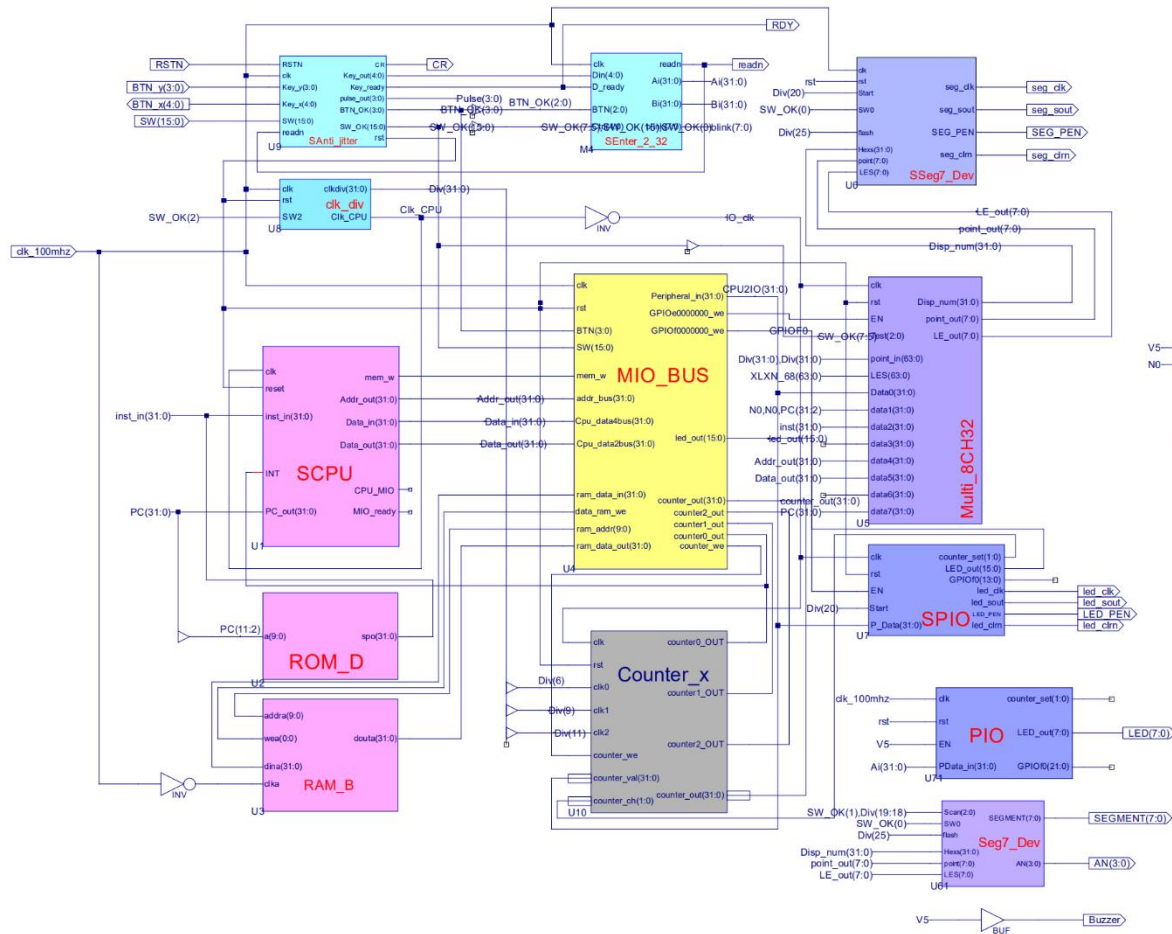 RDY
RSTN
BTN_y(3:0)
BTN_x(4:0)
SW(15:0)
RSTN
CR
clk
Key_out(4:0)
Key_y(3:0)
Key_ready
pulse_out(3:0)
Key_x(4:0)
BTN_OK(3:0)
SW(15:0)
SW_OK(15:0)
readn
rst
U9
SAnti_jitter
CR
Pulse(3:0)
BTN_OK(3:0)
SW_OK(15:0)
BTN_OK(2:0)
clk
readn
Din(4:0)
Ai(31:0)
D_ready
Bi(31:0)
BTN(2:0)
M4
SEnter_2_32
readn
Ai(31:0)
Bi(31:0)
blink(7:0)
rst
Div(20)
SW_OK(0)
Div(25)
clk
rst
Start
SW0
flash
Hexs(31:0)
point(7:0)
LES(7:0)
seg_clk
seg_sout
SEG_PEN
seg_clrn
U6
SSeg7_Dev
seg_clk
seg_sout
SEG_PEN
seg_clrn
LE_out(7:0)
point_out(7:0)
Disp_num(31:0)
SW_OK(2)
clk
clkdiv(31:0)
rst
clk_div
SW2
Clk_CPU
U8
Div(31:0)
Clk_CPU
INV
IO_clk
clk_100mhz
clk
Peripheral_in(31:0)
rst
GPIOe0000000_we
BTN(3:0)
GPIOf0000000_we
SW(15:0)
mem_w
MIO_BUS
addr_bus(31:0)
Cpu_data4bus(31:0)
Cpu_data2bus(31:0)
led_out(15:0)
ram_data_in(31:0)
data_ram_we
counter_out(31:0)
counter2_out
ram_addr(9:0)
counter1_out
counter0_out
ram_data_out(31:0)
counter_we
U4
CPU2IO(31:0)
GPIOF0
SW_OK(7:5)
Div(31:0),Div(31:0)
XLXN_68(63:0)
N0,N0,PC(31:2)
inst(31:0)
led_out(15:0)
Addr_out(31:0)
Data_out(31:0)
counter_out(31:0)
PC(31:0)
clk
rst
Disp_num(31:0)
EN
point_out(7:0)
Test(2:0)
LE_out(7:0)
point_in(63:0)
LES(63:0)
Data0(31:0)
data1(31:0)
data2(31:0)
data3(31:0)
data4(31:0)
data5(31:0)
data6(31:0)
data7(31:0)
U5
Multi_8CH32
V5
N0
inst_in(31:0)
PC(31:0)
clk
mem_w
reset
Addr_out(31:0)
inst_in(31:0)
Data_in(31:0)
Data_out(31:0)
INT
SCPU
CPU_MIO
PC_out(31:0)
MIO_ready
U1
Addr_out(31:0)
Data_in(31:0)
Data_out(31:0)
Addr_out(31:0)
Data_in(31:0)
Data_out(31:0)
PC(11:2)
a(9:0)
spo(31:0)
U2
ROM_D
addra(9:0)
wea(0:0)
douta(31:0)
dina(31:0)
RAM_B
clka
U3
INV
Div(6)
Div(9)
Div(11)
clk
counter0_OUT
rst
Counter_x
clk0
counter1_OUT
clk1
clk2
counter2_OUT
counter_we
counter_val(31:0)
counter_out(31:0)
counter_ch(1:0)
U10
Div(20)
clk
counter_set(1:0)
LED_out(15:0)
rst
GPIOf0(13:0)
led_clk
EN
led_sout
Start
LED_PEN
SPIO
P_Data(31:0)
led_clrn
U7
led_clk
led_sout
LED_PEN
led_clrn
clk_100mhz
rst
V5
Ai(31:0)
clk
counter_set(1:0)
rst
PIO
LED_out(7:0)
EN
PData_in(31:0)
GPIOf0(21:0)
U71
LED(7:0)
SW_OK(1),Div(19:18)
SW_OK(0)
Div(25)
Disp_num(31:0)
point_out(7:0)
LE_out(7:0)
Scan(2:0)
SEGMENT(7:0)
SW0
flash
Seg7_Dev
Hexs(31:0)
point(7:0)
AN(3:0)
LES(7:0)
U61
SEGMENT(7:0)
AN(3:0)
V5
BUF
Buzzer